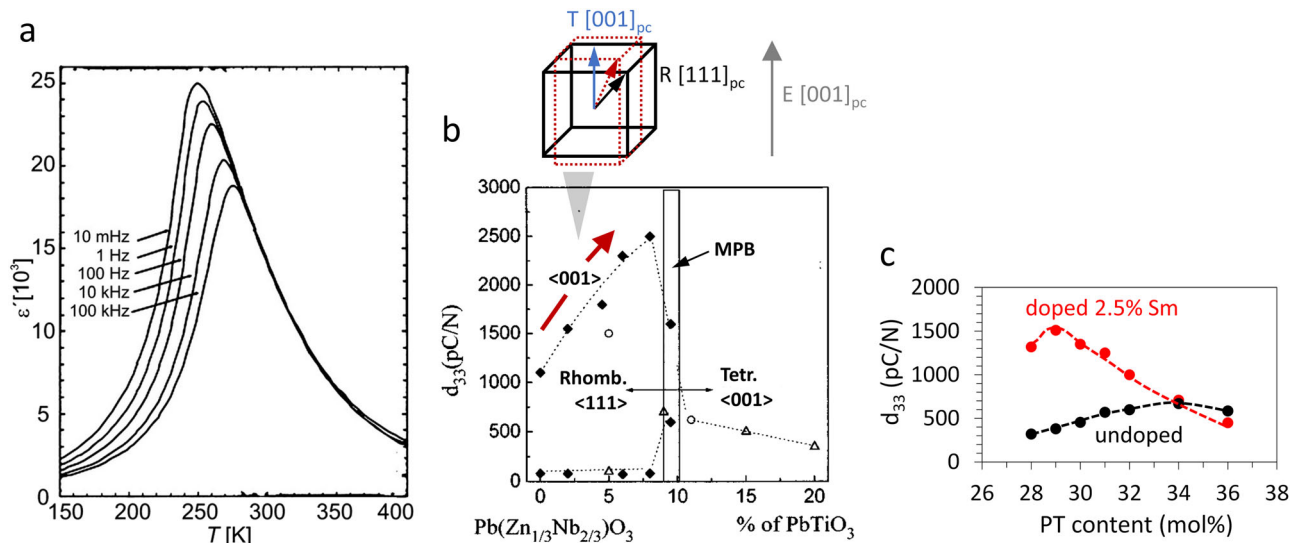 a
26
25
20
15
10
5
0
ε´[10³]
10 mHz
1 Hz
100 Hz
10 kHz
100 kHz
150 200 250 300 350 400
T [K]
T [001]pc
R [111]pc
E [001]pc
b
3000
2500
2000
1500
1000
500
0
d33(pC/N)
<001>
MPB
Rhomb.
<111>
Tetr.
<001>
0 5 10 15 20
Pb(Zn1/3Nb2/3)O3
% of PbTiO3
c
2000
1500
1000
500
0
d33 (pC/N)
doped 2.5% Sm
undoped
26 28 30 32 34 36 38
PT content (mol%)